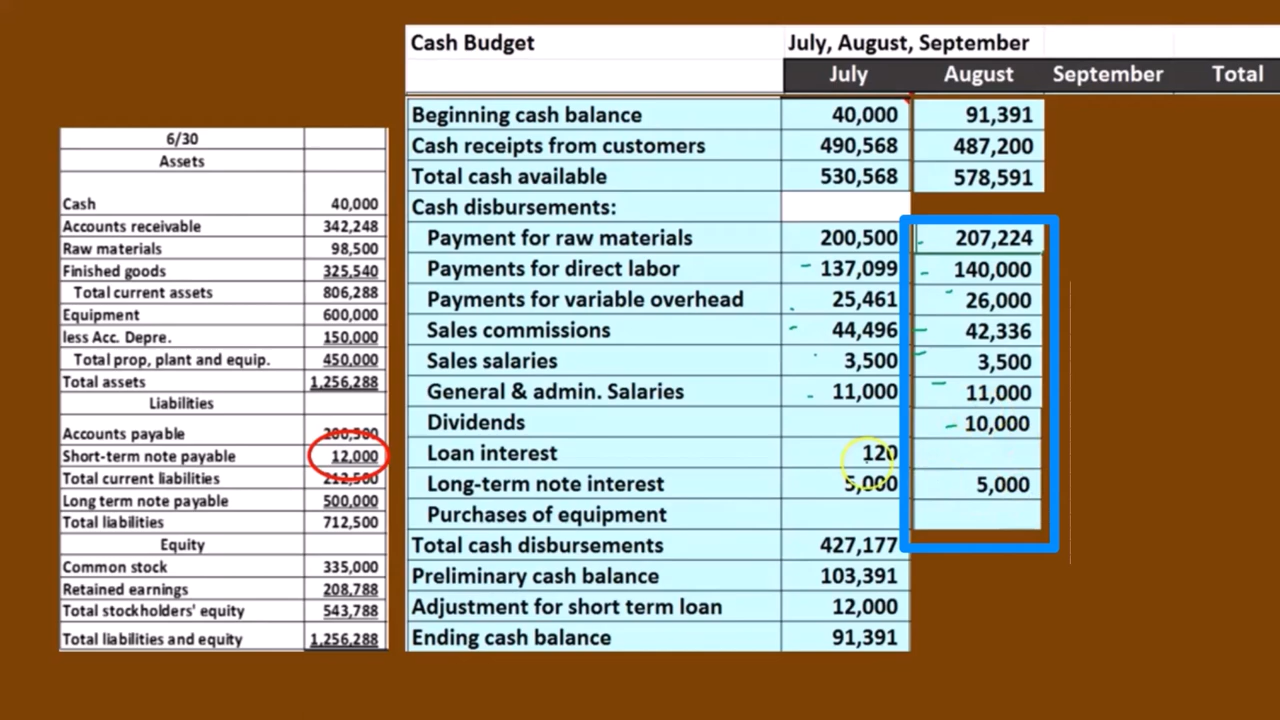 Cash Budget July, August, September
July August September Total
Beginning cash balance 40,000 91,391
Cash receipts from customers 490,568 487,200
Total cash available 530,568 578,591
Cash disbursements:
Payment for raw materials 200,500 207,224
Payments for direct labor 137,099 140,000
Payments for variable overhead 25,461 26,000
Sales commissions 44,496 42,336
Sales salaries 3,500 3,500
General & admin. Salaries 11,000 11,000
Dividends 10,000
Loan interest 120
Long-term note interest 5,000 5,000
Purchases of equipment
Total cash disbursements 427,177
Preliminary cash balance 103,391
Adjustment for short term loan 12,000
Ending cash balance 91,391
6/30
Assets
Cash 40,000
Accounts receivable 342,248
Raw materials 98,500
Finished goods 325,540
Total current assets 806,288
Equipment 600,000
less Acc. Depre. 150,000
Total prop, plant and equip. 450,000
Total assets 1,256,288
Liabilities
Accounts payable 200,500
Short-term note payable 12,000
Total current liabilities 212,500
Long term note payable 500,000
Total liabilities 712,500
Equity
Common stock 335,000
Retained earnings 208,788
Total stockholders' equity 543,788
Total liabilities and equity 1,256,288